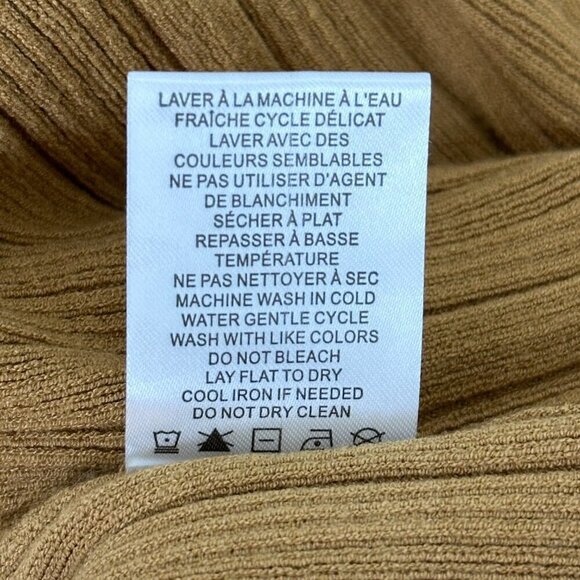 LAVER À LA MACHINE À L'EAU
FRAÎCHE CYCLE DÉLICAT
LAVER AVEC DES
COULEURS SEMBLABLES
NE PAS UTILISER D'AGENT
DE BLANCHIMENT
SÉCHER À PLAT
REPASSER À BASSE
TEMPÉRATURE
NE PAS NETTOYER À SEC
MACHINE WASH IN COLD
WATER GENTLE CYCLE
WASH WITH LIKE COLORS
DO NOT BLEACH
LAY FLAT TO DRY
COOL IRON IF NEEDED
DO NOT DRY CLEAN